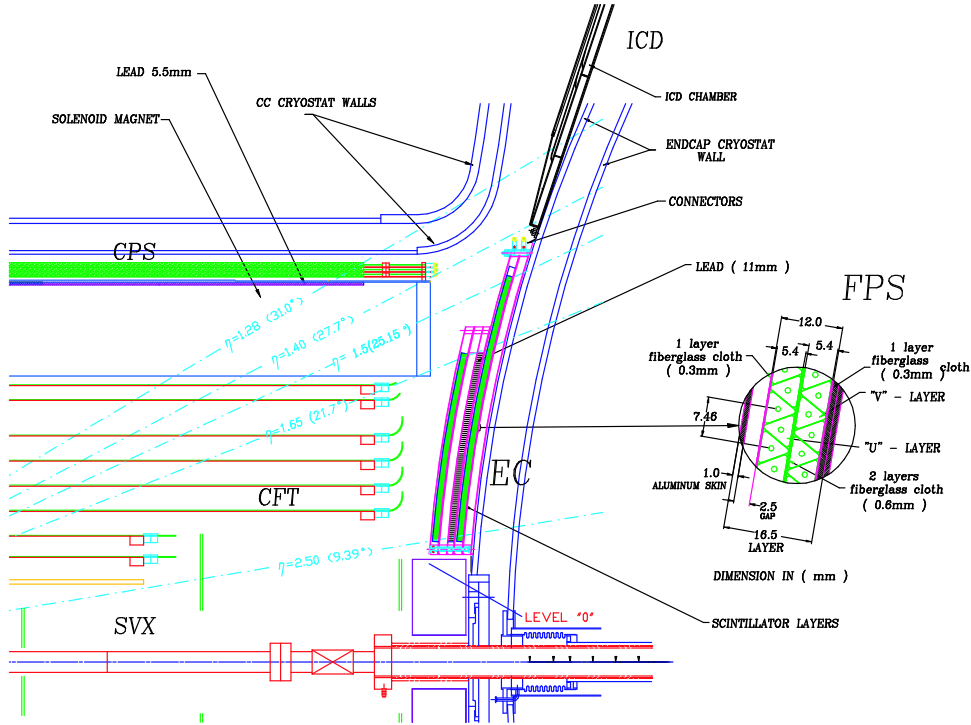 ICD
LEAD 5.5mm
CC CRYOSTAT WALLS
ICD CHAMBER
SOLENOID MAGNET
ENDCAP CRYOSTAT
WALL
CONNECTORS
CPS
LEAD ( 11mm )
FPS
η=1.28 (31.0°)
η=1.40 (27.7°)
η= 1.5(25.15 °)
η=1.65 (21.7°)
12.0
5.4
5.4
1 layer
fiberglass cloth
( 0.3mm )
1 layer
fiberglass
cloth
( 0.3mm )
"V" - LAYER
7.46
"U" - LAYER
EC
CFT
1.0
ALUMINUM SKIN
2 layers
fiberglass cloth
( 0.6mm )
2.5
GAP
16.5
LAYER
η=2.50 (9.39°)
DIMENSION IN ( mm )
LEVEL "0"
SVX
SCINTILLATOR LAYERS